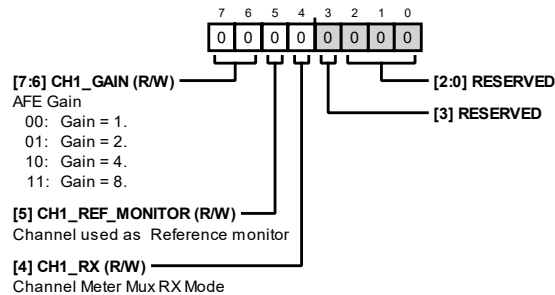 7 6 5 4 3 2 1 0
0 0 0 0 0 0 0 0
[7:6] CH1_GAIN (R/W)
AFE Gain
00: Gain = 1.
01: Gain = 2.
10: Gain = 4.
11: Gain = 8.
[5] CH1_REF_MONITOR (R/W)
Channel used as Reference monitor
[4] CH1_RX (R/W)
Channel Meter Mux RX Mode
[2:0] RESERVED
[3] RESERVED